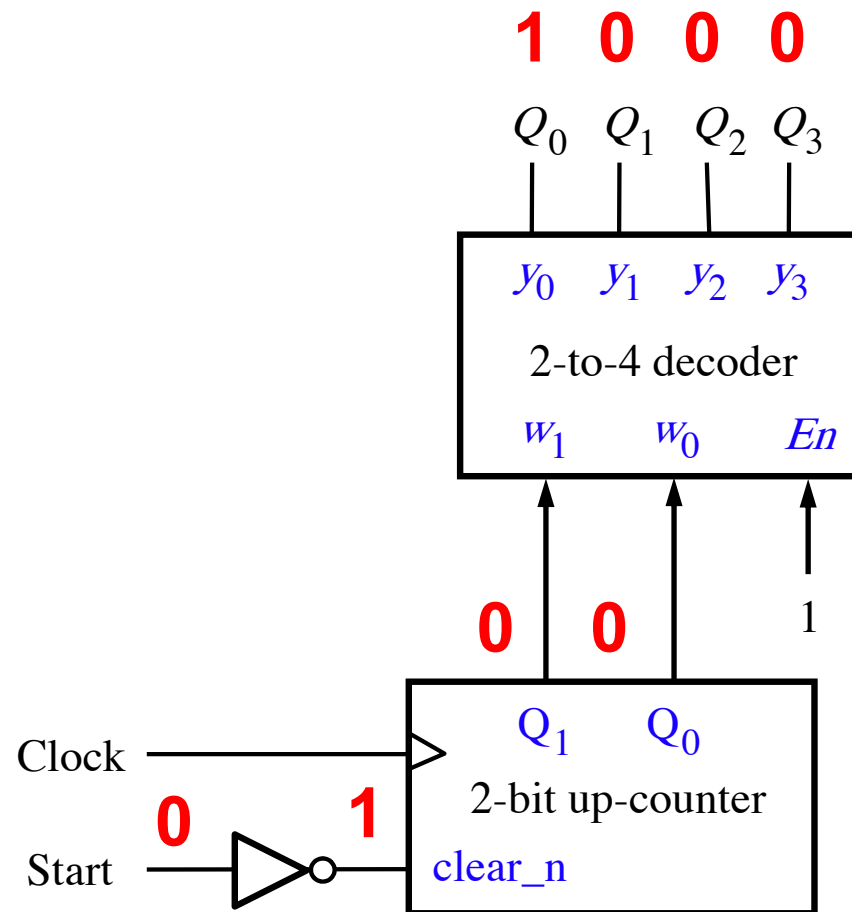 1 0 0 0
Q0 Q1 Q2 Q3
y0 y1 y2 y3
2-to-4 decoder
w1 w0 En
0 0 1
Q1 Q0
Clock
2-bit up-counter
0 1
Start clear_n